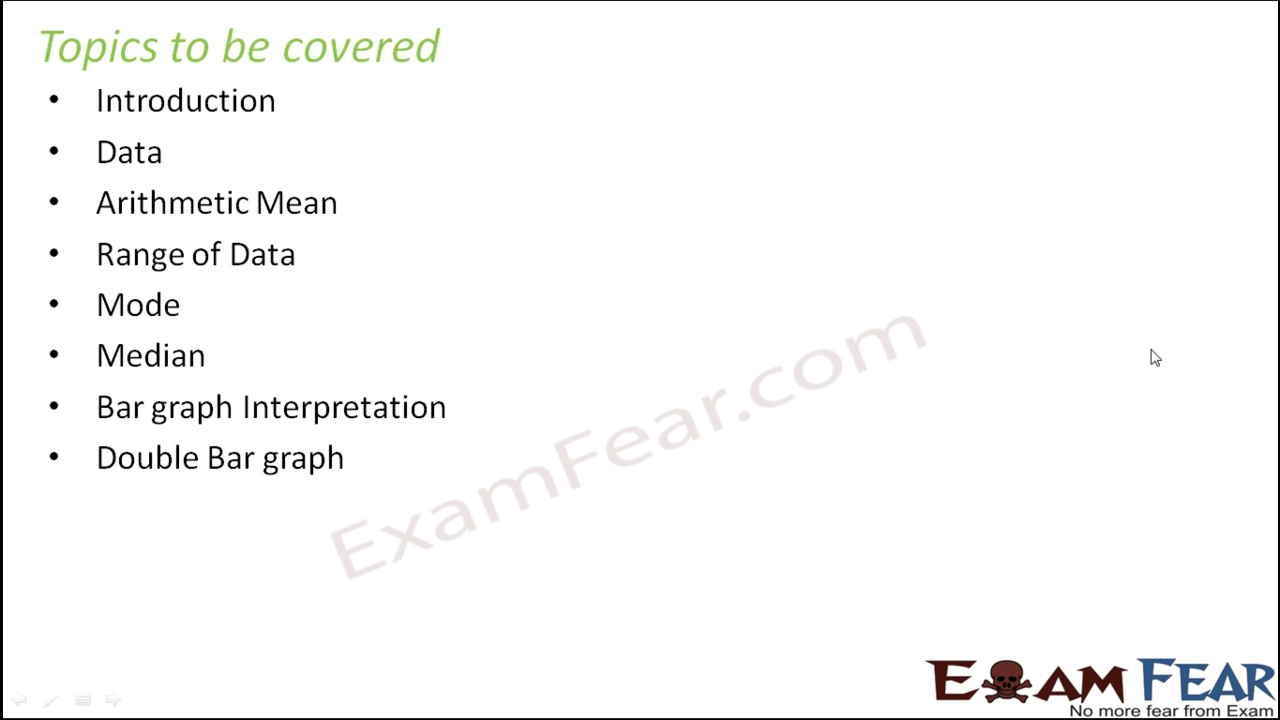 Topics to be covered
• Introduction
• Data
• Arithmetic Mean
• Range of Data
• Mode
• Median
• Bar graph Interpretation
• Double Bar graph
ExamFear.com
EXAM FEAR
No more fear from Exam